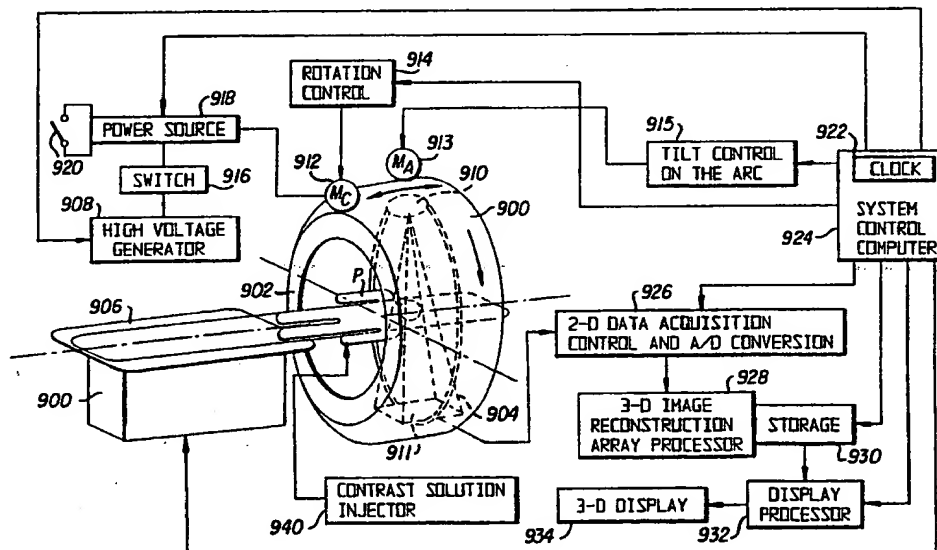 914
ROTATION
CONTROL
918
POWER SOURCE
920
SWITCH
916
908
HIGH VOLTAGE
GENERATOR
912
MC
913
MA
910
900
915
TILT CONTROL
ON THE ARC
922
CLOCK
SYSTEM
CONTROL
COMPUTER
924
902
P
906
900
904
911
926
2-D DATA ACQUISITION
CONTROL AND A/D CONVERSION
928
3-D IMAGE
RECONSTRUCTION
ARRAY PROCESSOR
STORAGE
930
CONTRAST SOLUTION
INJECTOR
940
3-D DISPLAY
934
DISPLAY
PROCESSOR
932